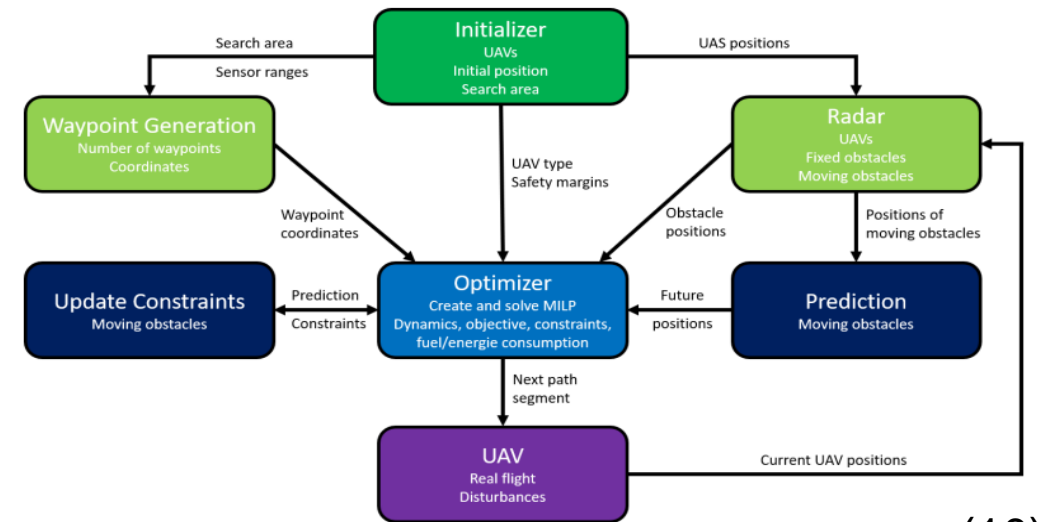 Initializer
UAVs
Initial position
Search area
Search area
Sensor ranges
UAS positions
Waypoint Generation
Number of waypoints
Coordinates
Radar
UAVs
Fixed obstacles
Moving obstacles
UAV type
Safety margins
Waypoint
coordinates
Obstacle
positions
Positions of
moving obstacles
Update Constraints
Moving obstacles
Prediction
Constraints
Optimizer
Create and solve MILP
Dynamics, objective, constraints,
fuel/energie consumption
Future
positions
Prediction
Moving obstacles
Next path
segment
UAV
Real flight
Disturbances
Current UAV positions